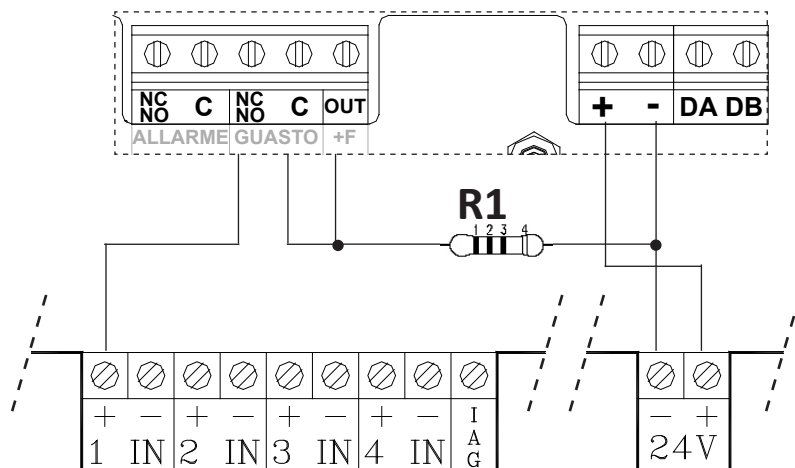 NC NO C NC NO C OUT + - DA DB
ALLARME GUASTO +F
R1
1 2 3 4
+ − + − + − + − − +
1 IN 2 IN 3 IN 4 IN IAG 24V